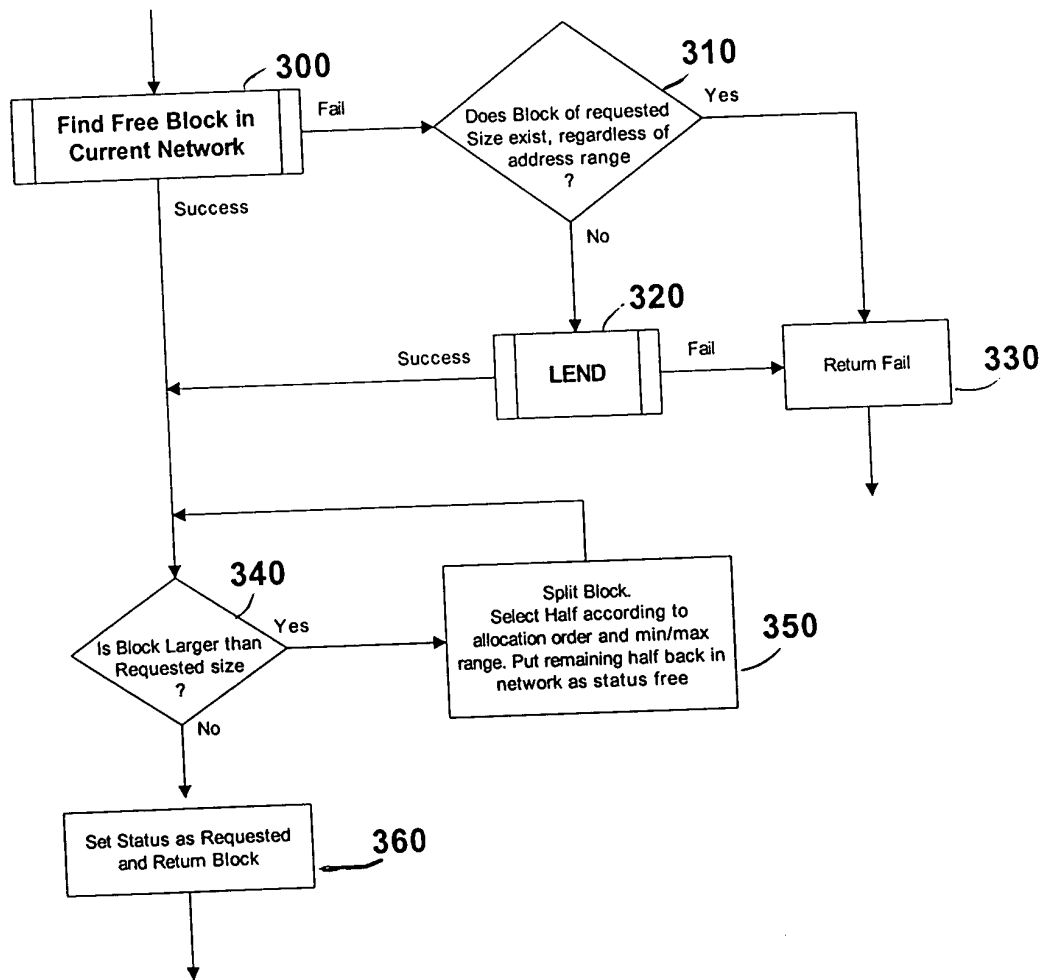 300
Find Free Block in
Current Network
Fail
310
Does Block of requested
Size exist, regardless of
address range
?
Yes
Success
No
320
Success
LEND
Fail
Return Fail
330
340
Is Block Larger than
Requested size
?
Yes
Split Block.
Select Half according to
allocation order and min/max
range. Put remaining half back in
network as status free
350
No
Set Status as Requested
and Return Block
360